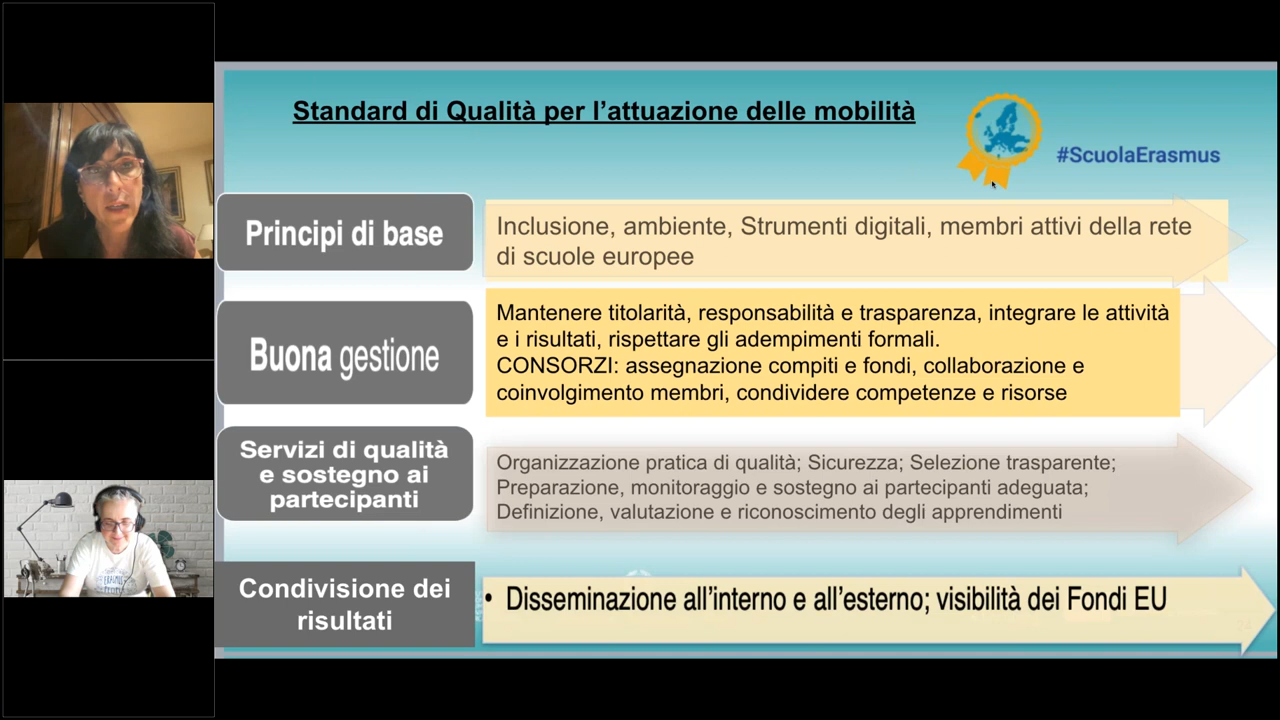 Standard di Qualità per l’attuazione delle mobilità
#ScuolaErasmus
Principi di base
Inclusione, ambiente, Strumenti digitali, membri attivi della rete
di scuole europee
Buona gestione
Mantenere titolarità, responsabilità e trasparenza, integrare le attività
e i risultati, rispettare gli adempimenti formali.
CONSORZI: assegnazione compiti e fondi, collaborazione e
coinvolgimento membri, condividere competenze e risorse
Servizi di qualità
e sostegno ai
partecipanti
Organizzazione pratica di qualità; Sicurezza; Selezione trasparente;
Preparazione, monitoraggio e sostegno ai partecipanti adeguata;
Definizione, valutazione e riconoscimento degli apprendimenti
Condivisione dei
risultati
• Disseminazione all’interno e all’esterno; visibilità dei Fondi EU